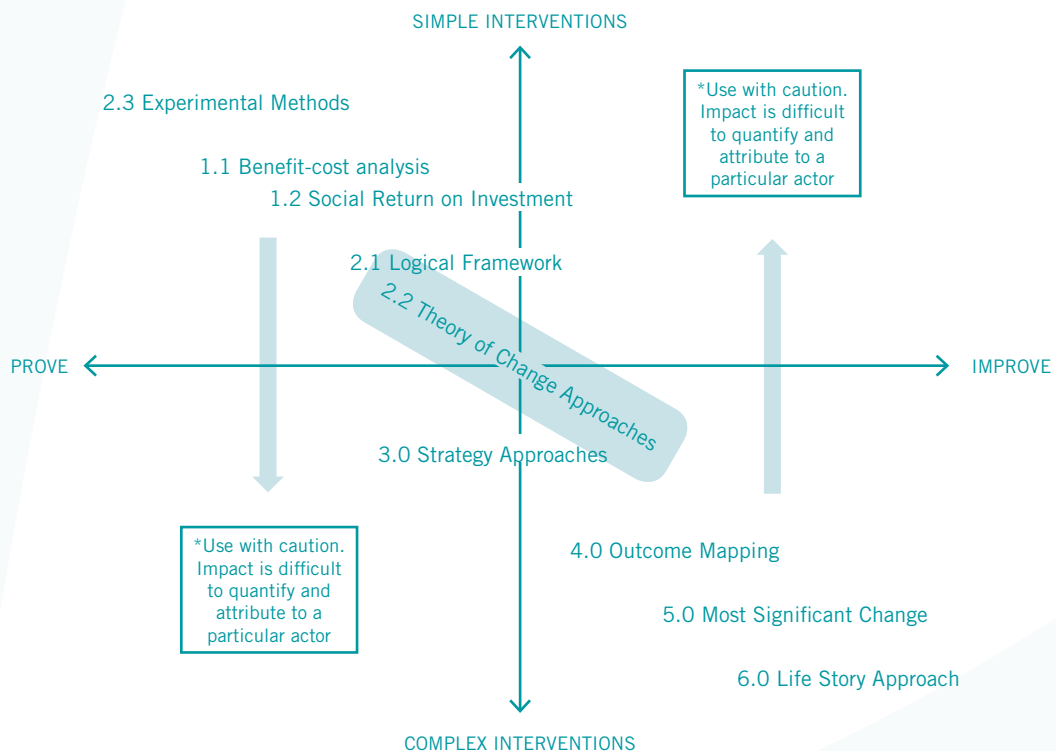 SIMPLE INTERVENTIONS
2.3 Experimental Methods
*Use with caution.
Impact is difficult
to quantify and
attribute to a
particular actor
1.1 Benefit-cost analysis
1.2 Social Return on Investment
2.1 Logical Framework
2.2 Theory of Change Approaches
PROVE
IMPROVE
3.0 Strategy Approaches
*Use with caution.
Impact is difficult
to quantify and
attribute to a
particular actor
4.0 Outcome Mapping
5.0 Most Significant Change
6.0 Life Story Approach
COMPLEX INTERVENTIONS